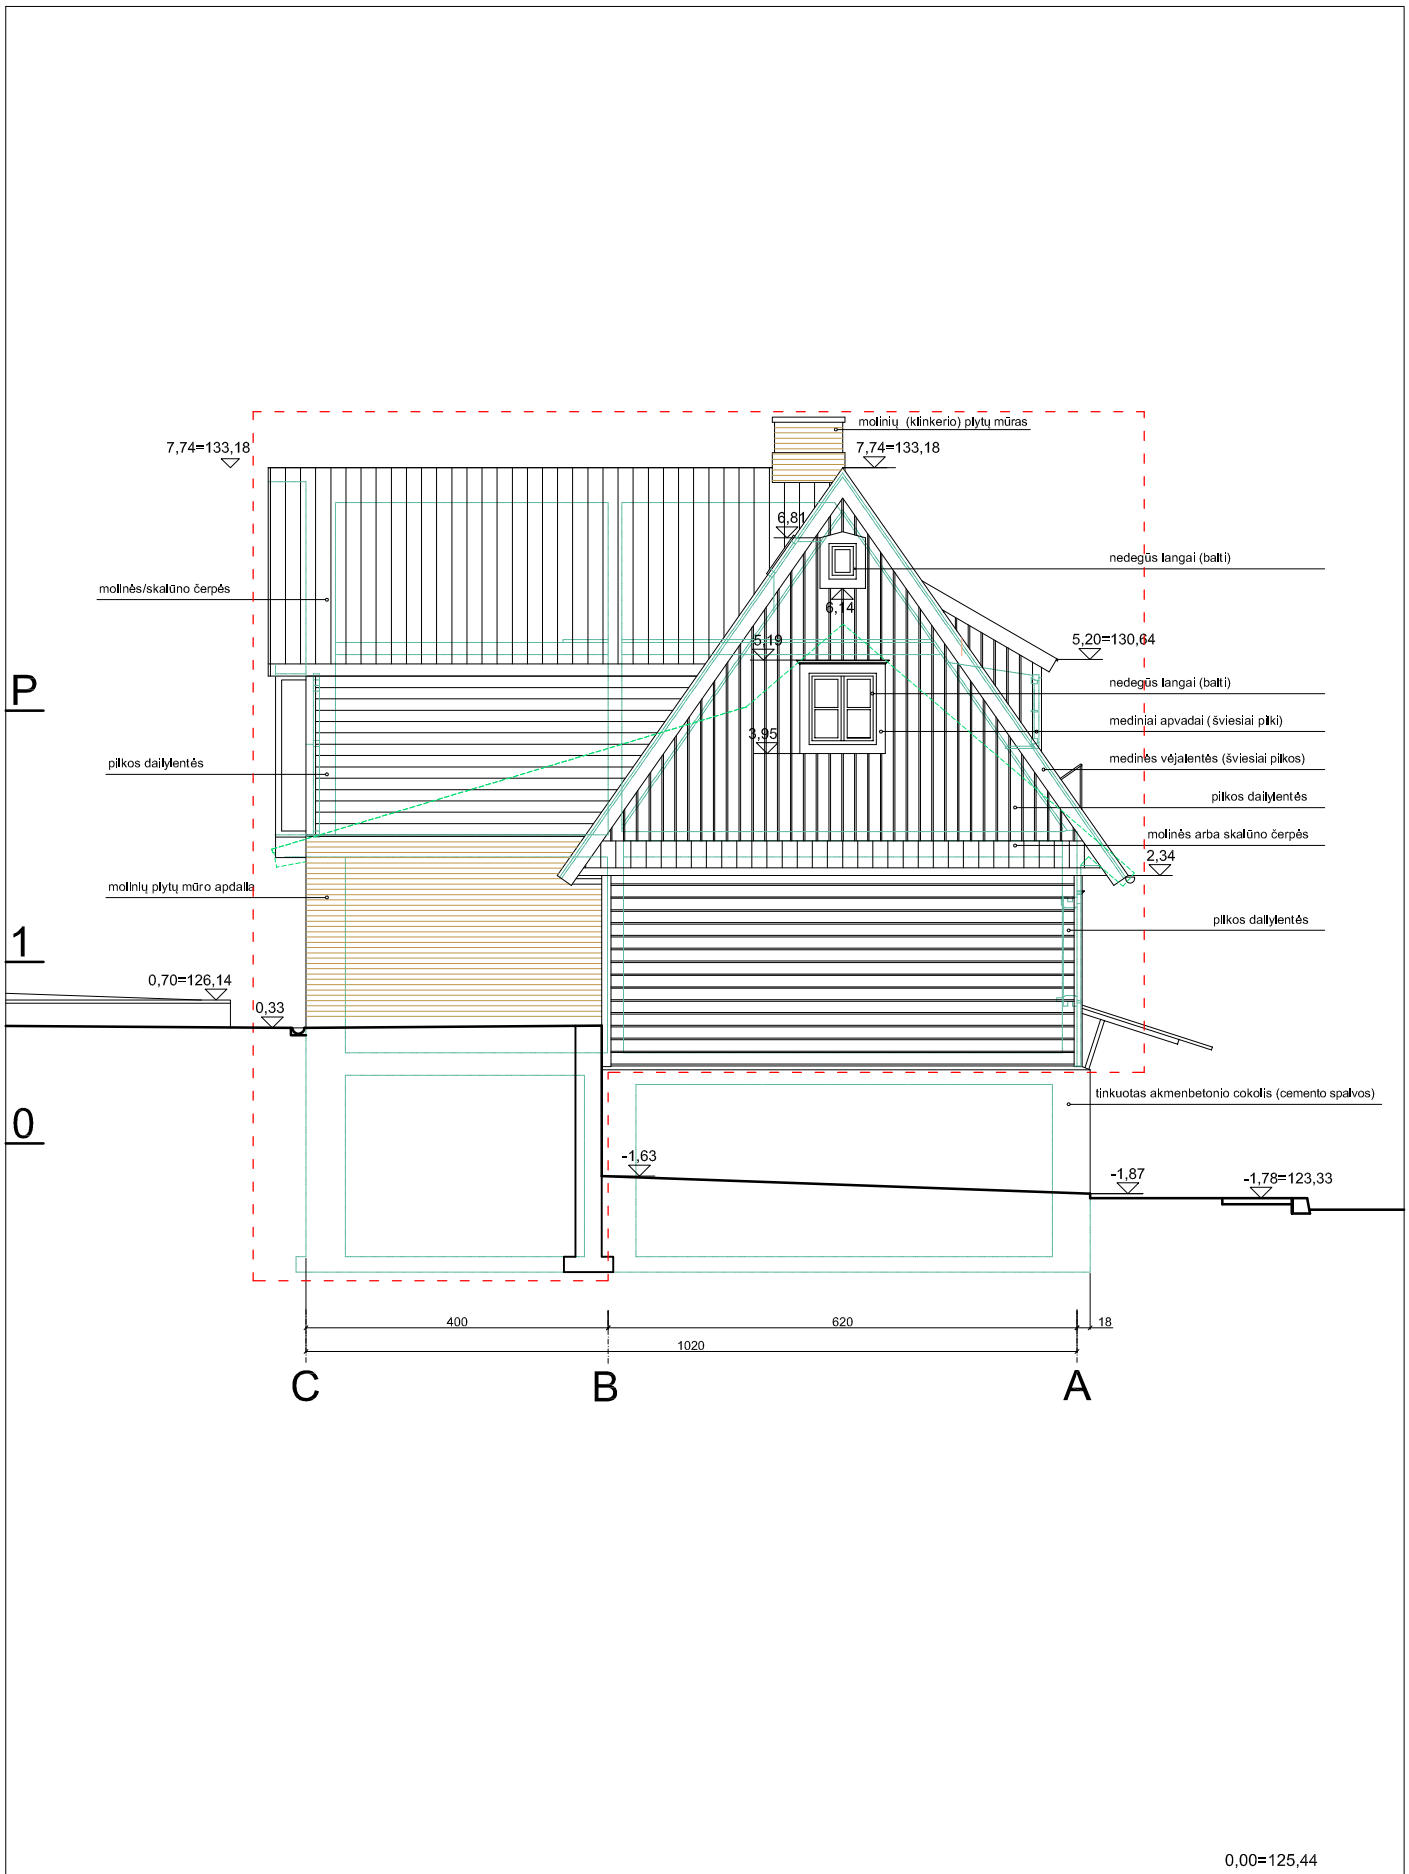 molinių (klinkerio) plytų mūras
7,74=133,18
7,74=133,18
6,81
nedegūs langai (balti)
molinės/skalūno čerpės
6,14
5,19
5,20=130,64
P
nedegūs langai (balti)
mediniai apvadai (šviesiai pilki)
3,95
medinės vėjalentės (šviesiai pilkos)
pilkos dailylentės
pilkos dailylentės
molinės arba skalūno čerpės
2,34
molinių plytų mūro apdaila
pilkos dailylentės
1
0,70=126,14
0,33
tinkuotas akmenbetonio cokolis (cemento spalvos)
0
-1,63
-1,87
-1,78=123,33
400
620
18
1020
C
B
A
0,00=125,44